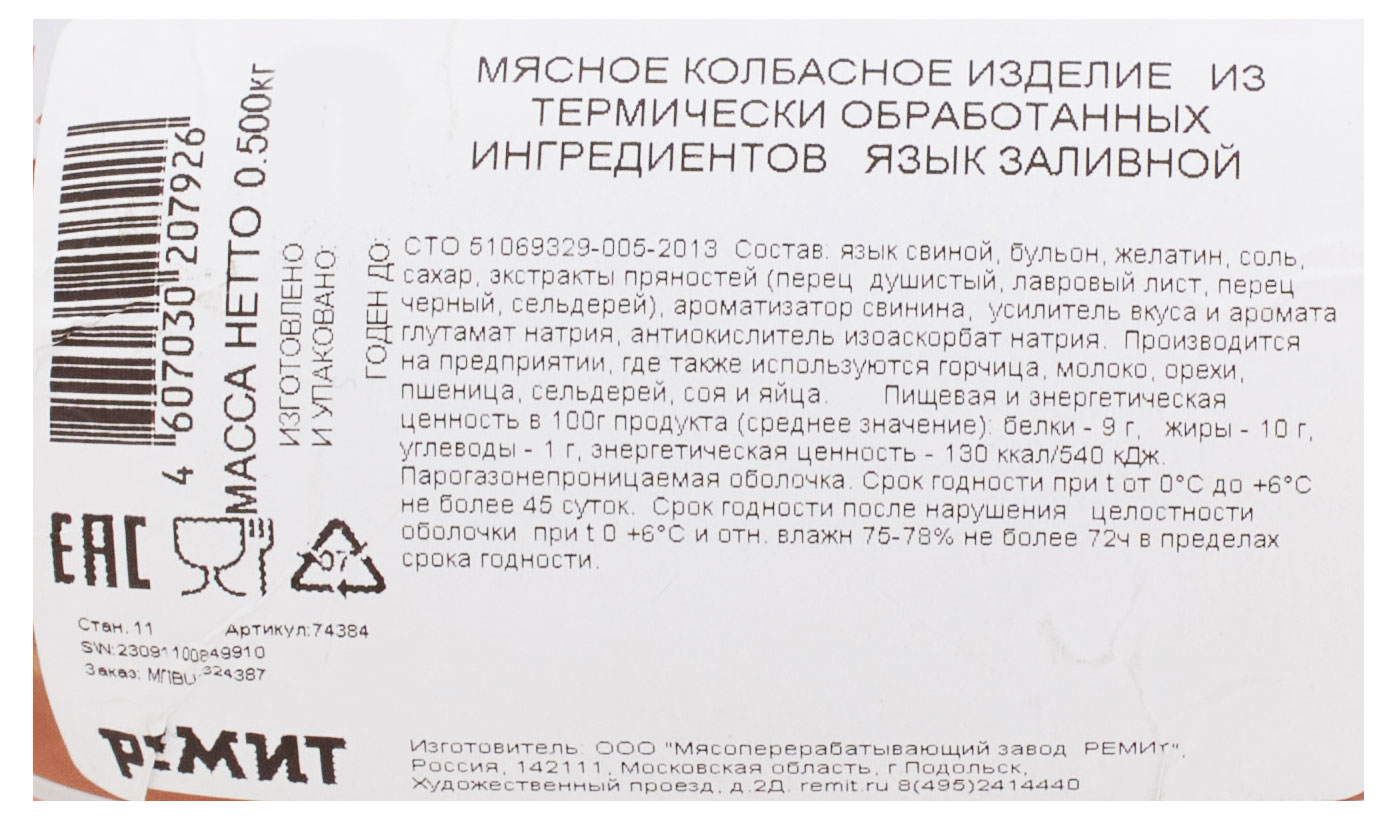 МЯСНОЕ КОЛБАСНОЕ ИЗДЕЛИЕ ИЗ
ТЕРМИЧЕСКИ ОБРАБОТАННЫХ
ИНГРЕДИЕНТОВ ЯЗЫК ЗАЛИВНОЙ
4 607030 207926
МАССА НЕТТО 0.500кг
ИЗГОТОВЛЕНО
И УПАКОВАНО:
ГОДЕН ДО:
СТО 51069329-005-2013 Состав: язык свиной, бульон, желатин, соль,
сахар, экстракты пряностей (перец душистый, лавровый лист, перец
черный, сельдерей), ароматизатор свинина, усилитель вкуса и аромата
глутамат натрия, антиокислитель изоаскорбат натрия. Производится
на предприятии, где также используются горчица, молоко, орехи,
пшеница, сельдерей, соя и яйца. Пищевая и энергетическая
ценность в 100г продукта (среднее значение): белки - 9 г, жиры - 10 г,
углеводы - 1 г, энергетическая ценность - 130 ккал/540 кДж.
Парогазонепроницаемая оболочка. Срок годности при t от 0°С до +6°С
не более 45 суток. Срок годности после нарушения целостности
оболочки при t 0 +6°С и отн. влажн 75-78% не более 72ч в пределах
срока годности.
ЕАС
07
Стан. 11 Артикул:74384
SW:23091100849910
Заказ:
РЕМИТ
Изготовитель: ООО "Мясоперерабатывающий завод РЕМИТ",
Россия, 142111, Московская область, г.Подольск,
Художественный проезд, д.2Д. remit.ru 8(495)2414440